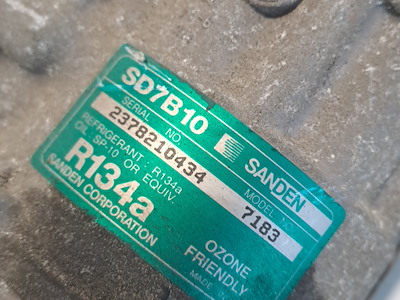 SD7B10 SANDEN
SERIAL NO. MODEL
2378210434 7183
REFRIGERANT : R134a
OIL SP-10 OR EQUIV.
R134a OZONE
FRIENDLY
SANDEN CORPORATION MADE